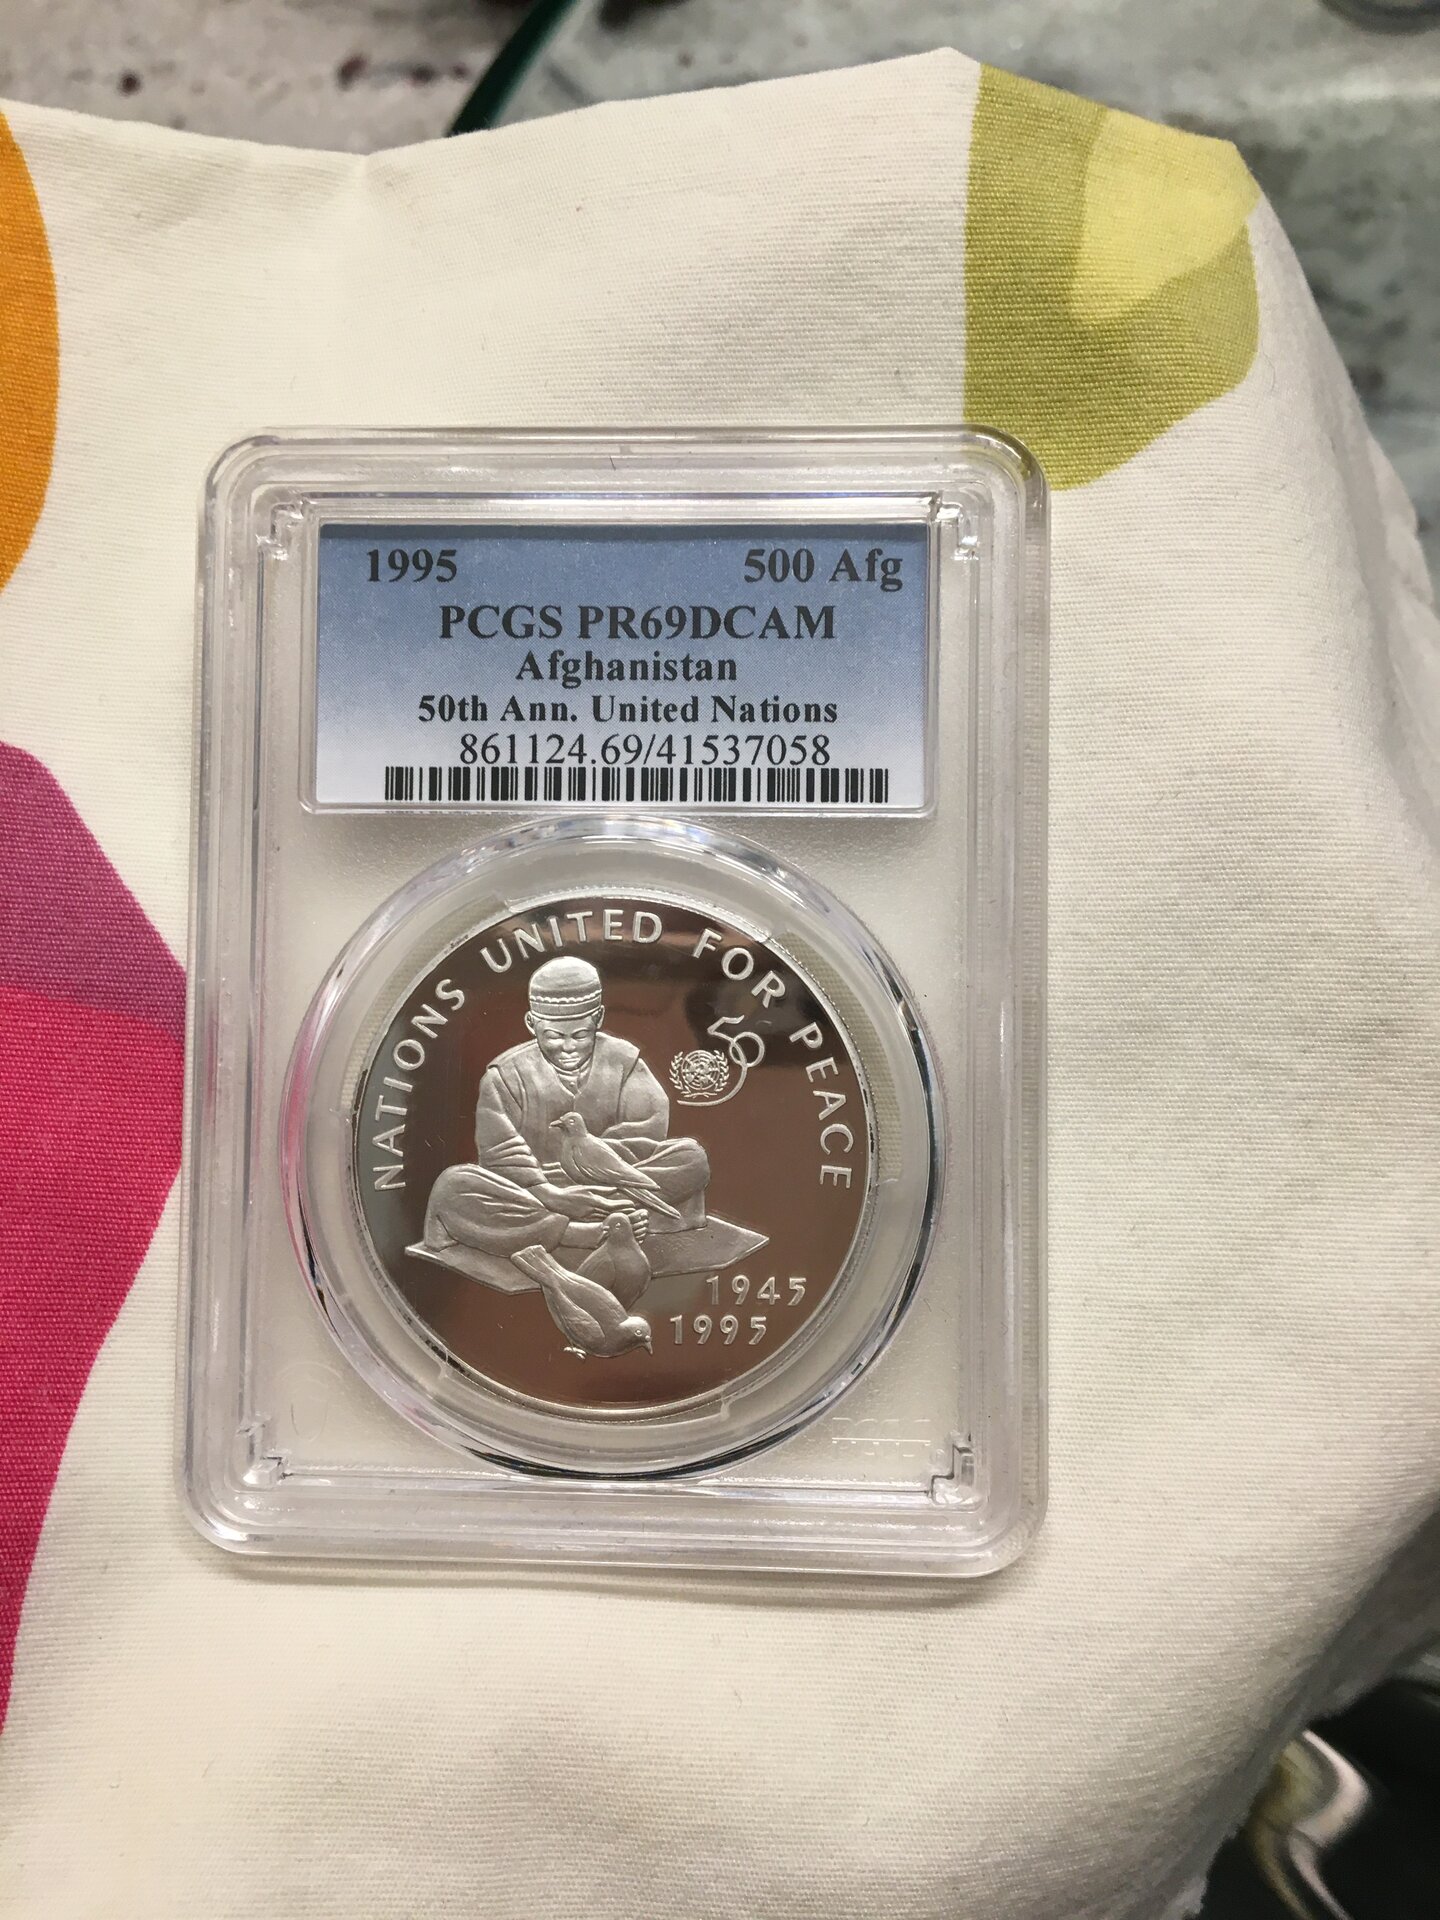 1995 500 Afg
PCGS PR69DCAM
Afghanistan
50th Ann. United Nations
861124.69/41537058
NATIONS UNITED FOR PEACE
50
1945
1995